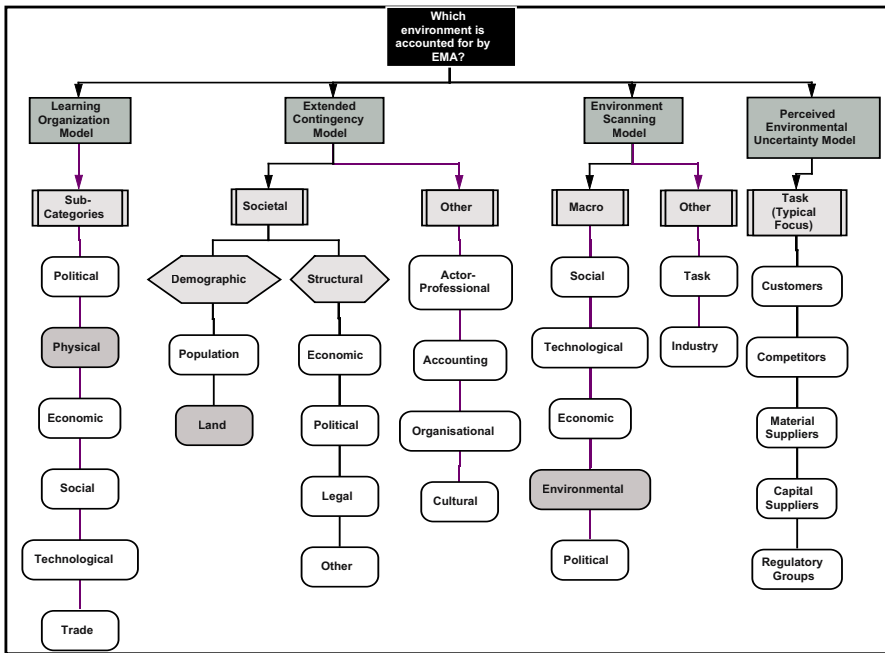 Which
environment is
accounted for by
EMA?
Learning
Organization
Model
Extended
Contingency
Model
Environment
Scanning
Model
Perceived
Environmental
Uncertainty Model
Sub-
Categories
Societal
Other
Macro
Other
Task
(Typical
Focus)
Political
Physical
Economic
Social
Technological
Trade
Demographic
Population
Land
Structural
Economic
Political
Legal
Other
Actor-
Professional
Accounting
Organisational
Cultural
Social
Technological
Economic
Environmental
Political
Task
Industry
Customers
Competitors
Material
Suppliers
Capital
Suppliers
Regulatory
Groups